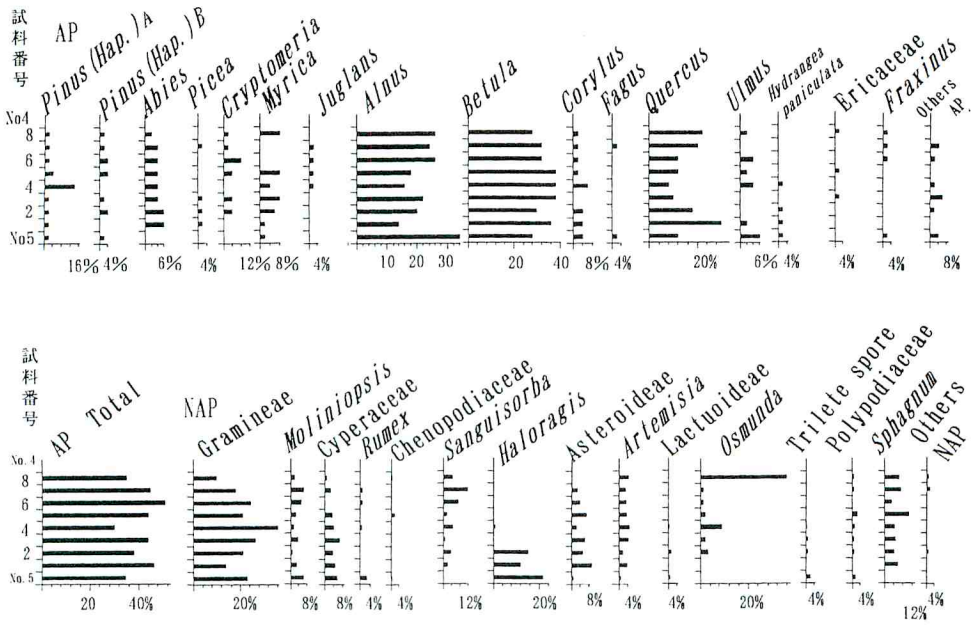 試料番号
AP
Pinus (Hap.) A
Pinus (Hap.) B
Abies
Picea
Cryptomeria
Myrica
Juglans
Alnus
Betula
Corylus
Fagus
Quercus
Ulmus
Hydrangea paniculata
Ericaceae
Fraxinus
Others AP.
No4
8
6
4
2
No5
16% 4% 6% 4% 12% 8% 4% 10 20 30 20 40 8% 4% 20% 6% 4% 4% 4% 8%
試料番号
AP Total
NAP
Gramineae
Moliniopsis
Cyperaceae
Rumex
Chenopodiaceae
Sanguisorba
Haloragis
Asteroideae
Artemisia
Lactuoideae
Osmunda
Trilete spore
Polypodiaceae
Sphagnum
Others NAP
No.4
8
6
4
2
No.5
20 40% 20% 8% 8% 4% 4% 12% 20% 8% 4% 4% 20% 4% 4% 12% 4%